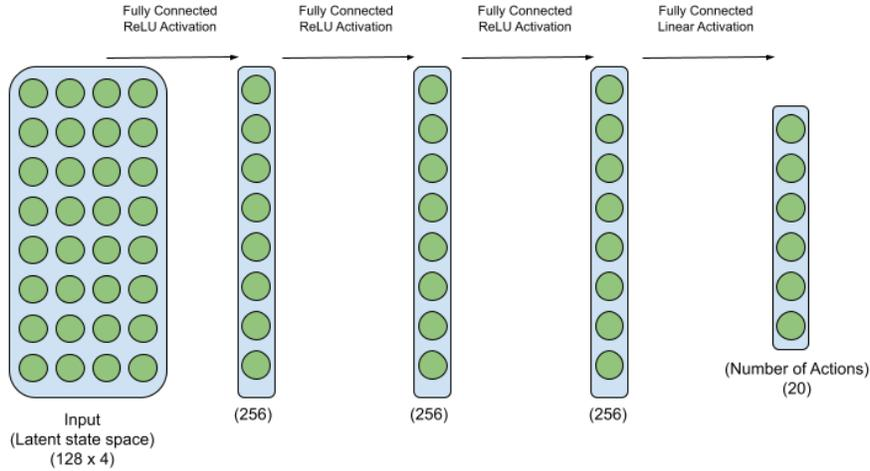 Fully Connected
ReLU Activation
Fully Connected
ReLU Activation
Fully Connected
ReLU Activation
Fully Connected
Linear Activation
Input
(Latent state space)
(128 x 4)
(256)
(256)
(256)
(Number of Actions)
(20)